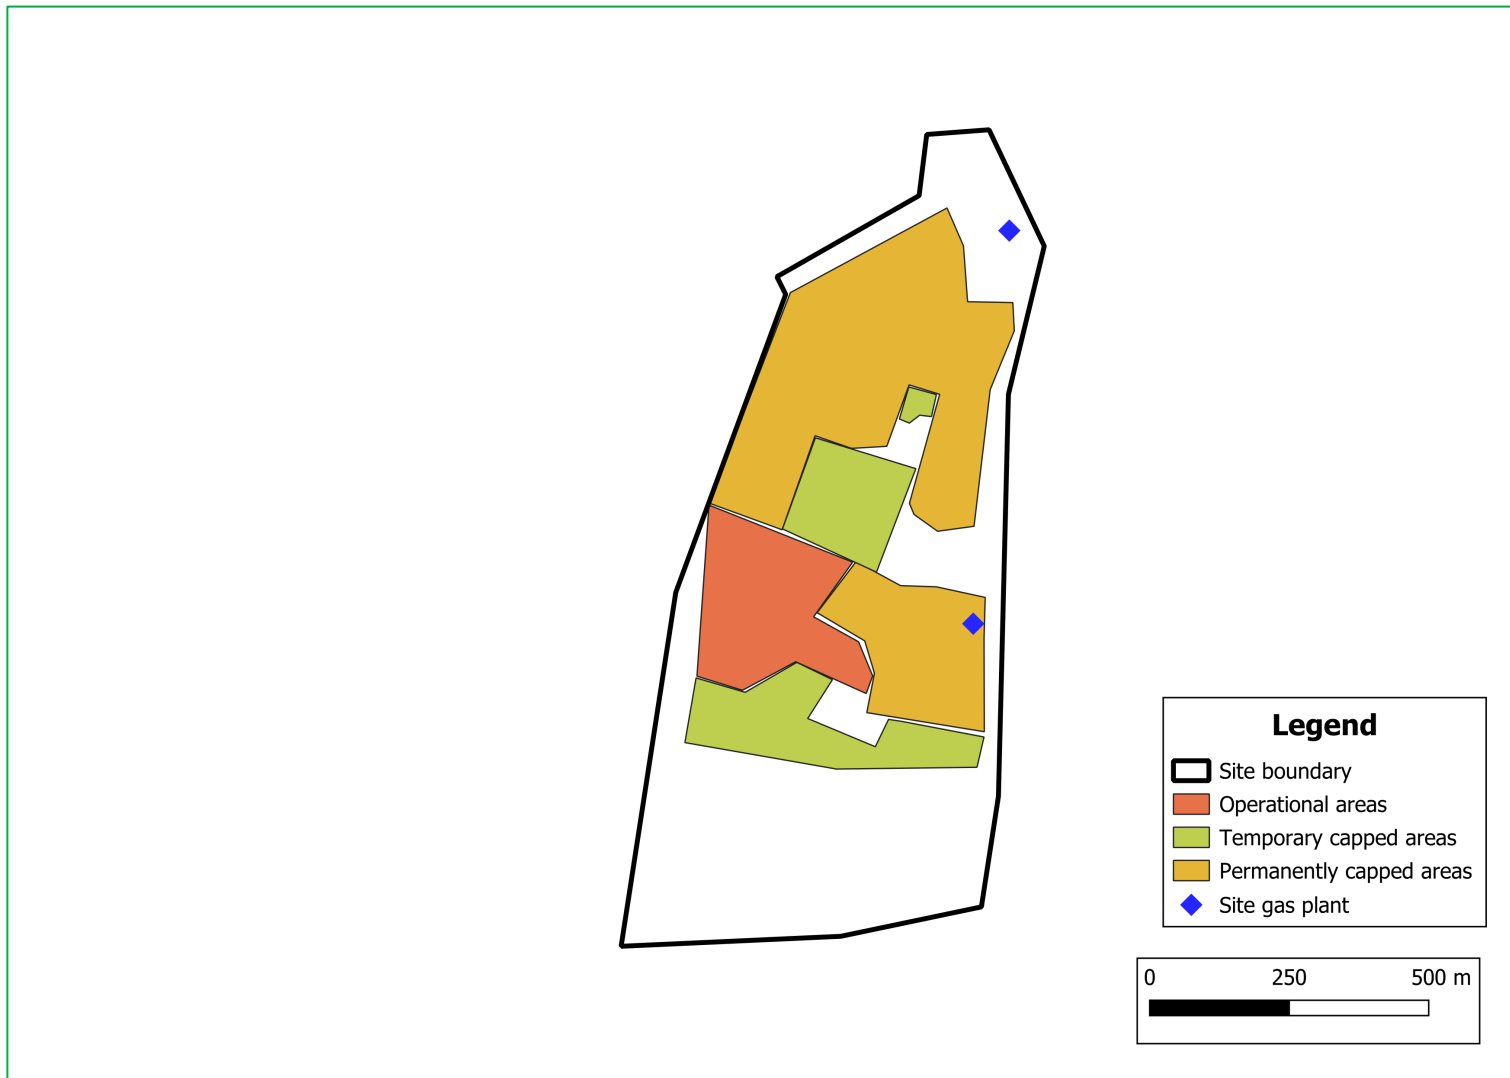 Legend
Site boundary
Operational areas
Temporary capped areas
Permanently capped areas
Site gas plant
0 250 500 m